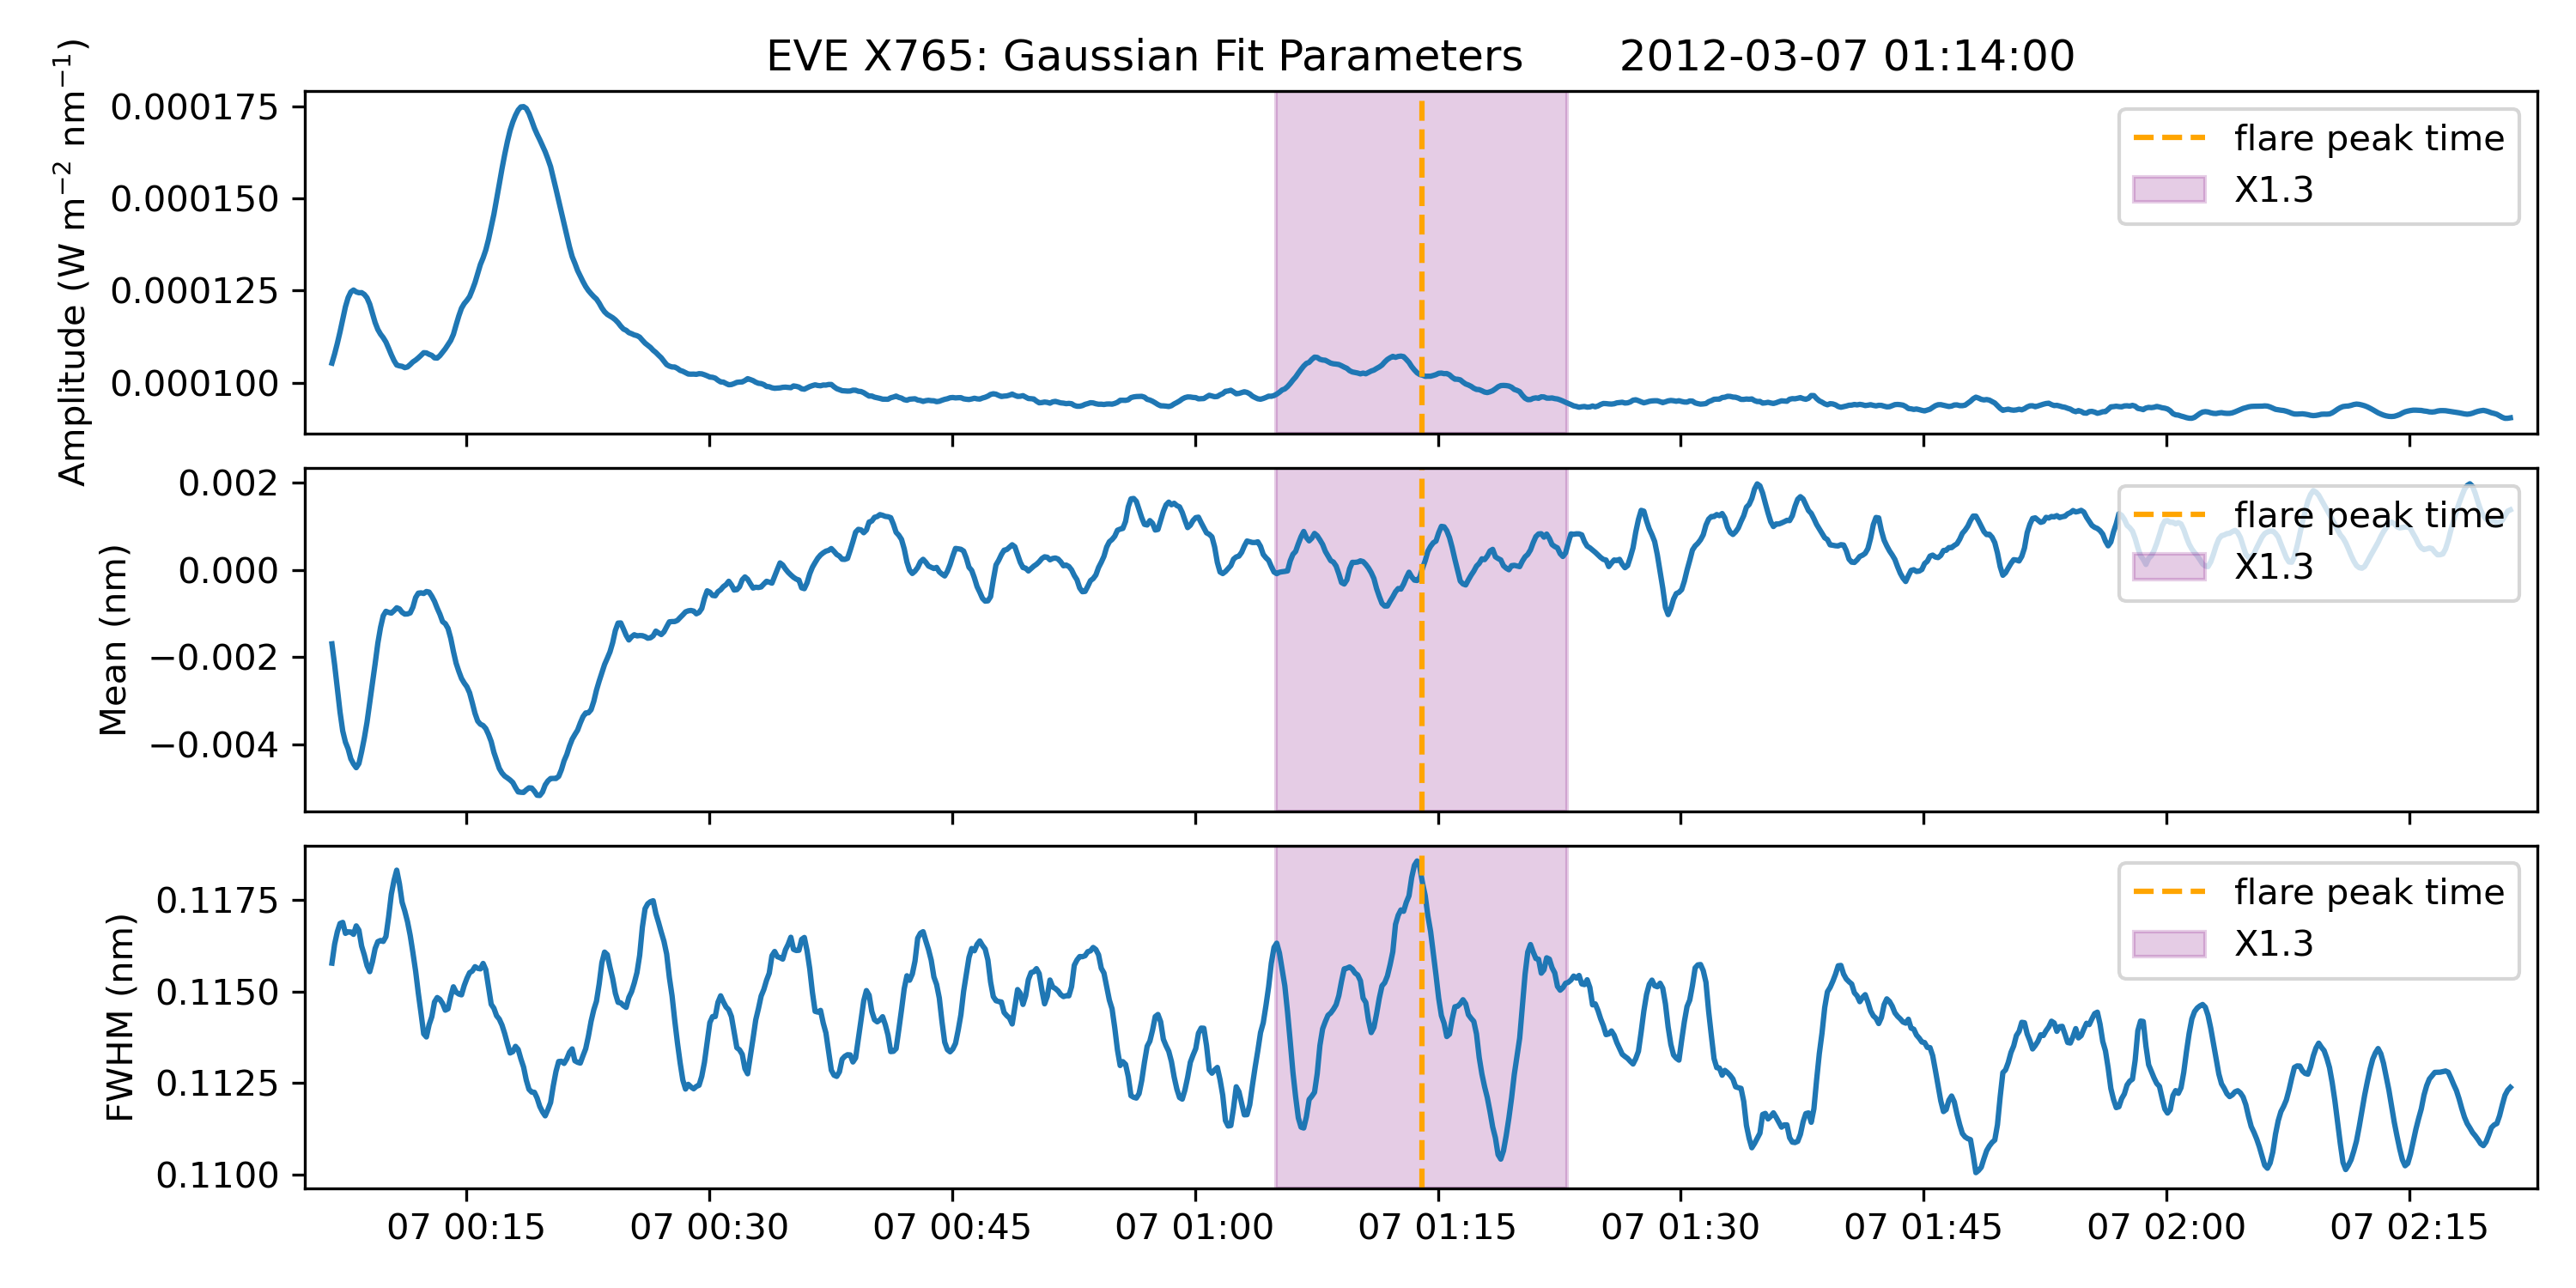 EVE X765: Gaussian Fit Parameters 2012-03-07 01:14:00
Amplitude (W m⁻² nm⁻¹)
0.000175
0.000150
0.000125
0.000100
flare peak time
X1.3
Mean (nm)
0.002
0.000
−0.002
−0.004
flare peak time
X1.3
FWHM (nm)
0.1175
0.1150
0.1125
0.1100
flare peak time
X1.3
07 00:15 07 00:30 07 00:45 07 01:00 07 01:15 07 01:30 07 01:45 07 02:00 07 02:15